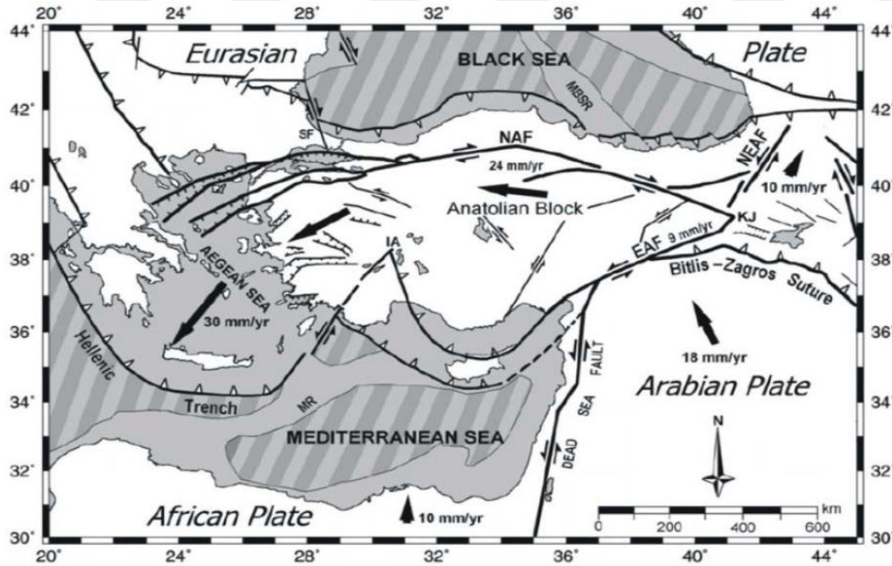 20° 24° 28° 32° 36° 40° 44°
44° 44°
Eurasian
Plate
BLACK SEA
MBSR
42° 42°
SF
NAF
NEAF
24 mm/yr
40° 40°
10 mm/yr
Anatolian Block
KJ
EAF 9 mm/yr
IA
38° 38°
AEGEAN SEA
Bitlis –Zagros Suture
30 mm/yr
36° 36°
18 mm/yr
Hellenic
Trench
DEAD SEA FAULT
Arabian Plate
34° 34°
MR
N
MEDITERRANEAN SEA
32° 32°
African Plate
10 mm/yr
km
0 200 400 600
30° 30°
20° 24° 28° 32° 36° 40° 44°